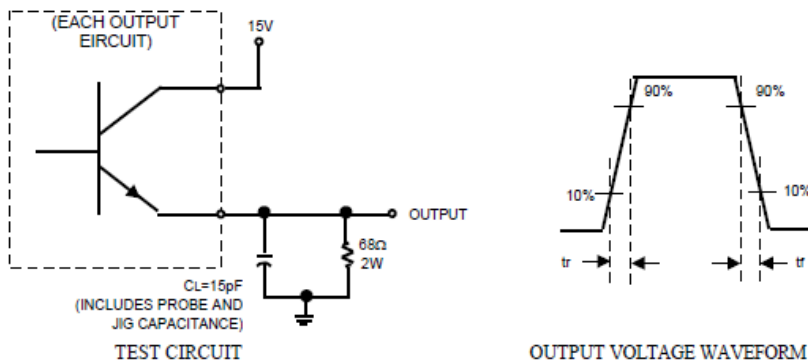 (EACH OUTPUT
EIRCUIT)
15V
OUTPUT
68Ω
2W
CL=15pF
(INCLUDES PROBE AND
JIG CAPACITANCE)
TEST CIRCUIT
90%
90%
10%
10%
tr
tf
OUTPUT VOLTAGE WAVEFORM